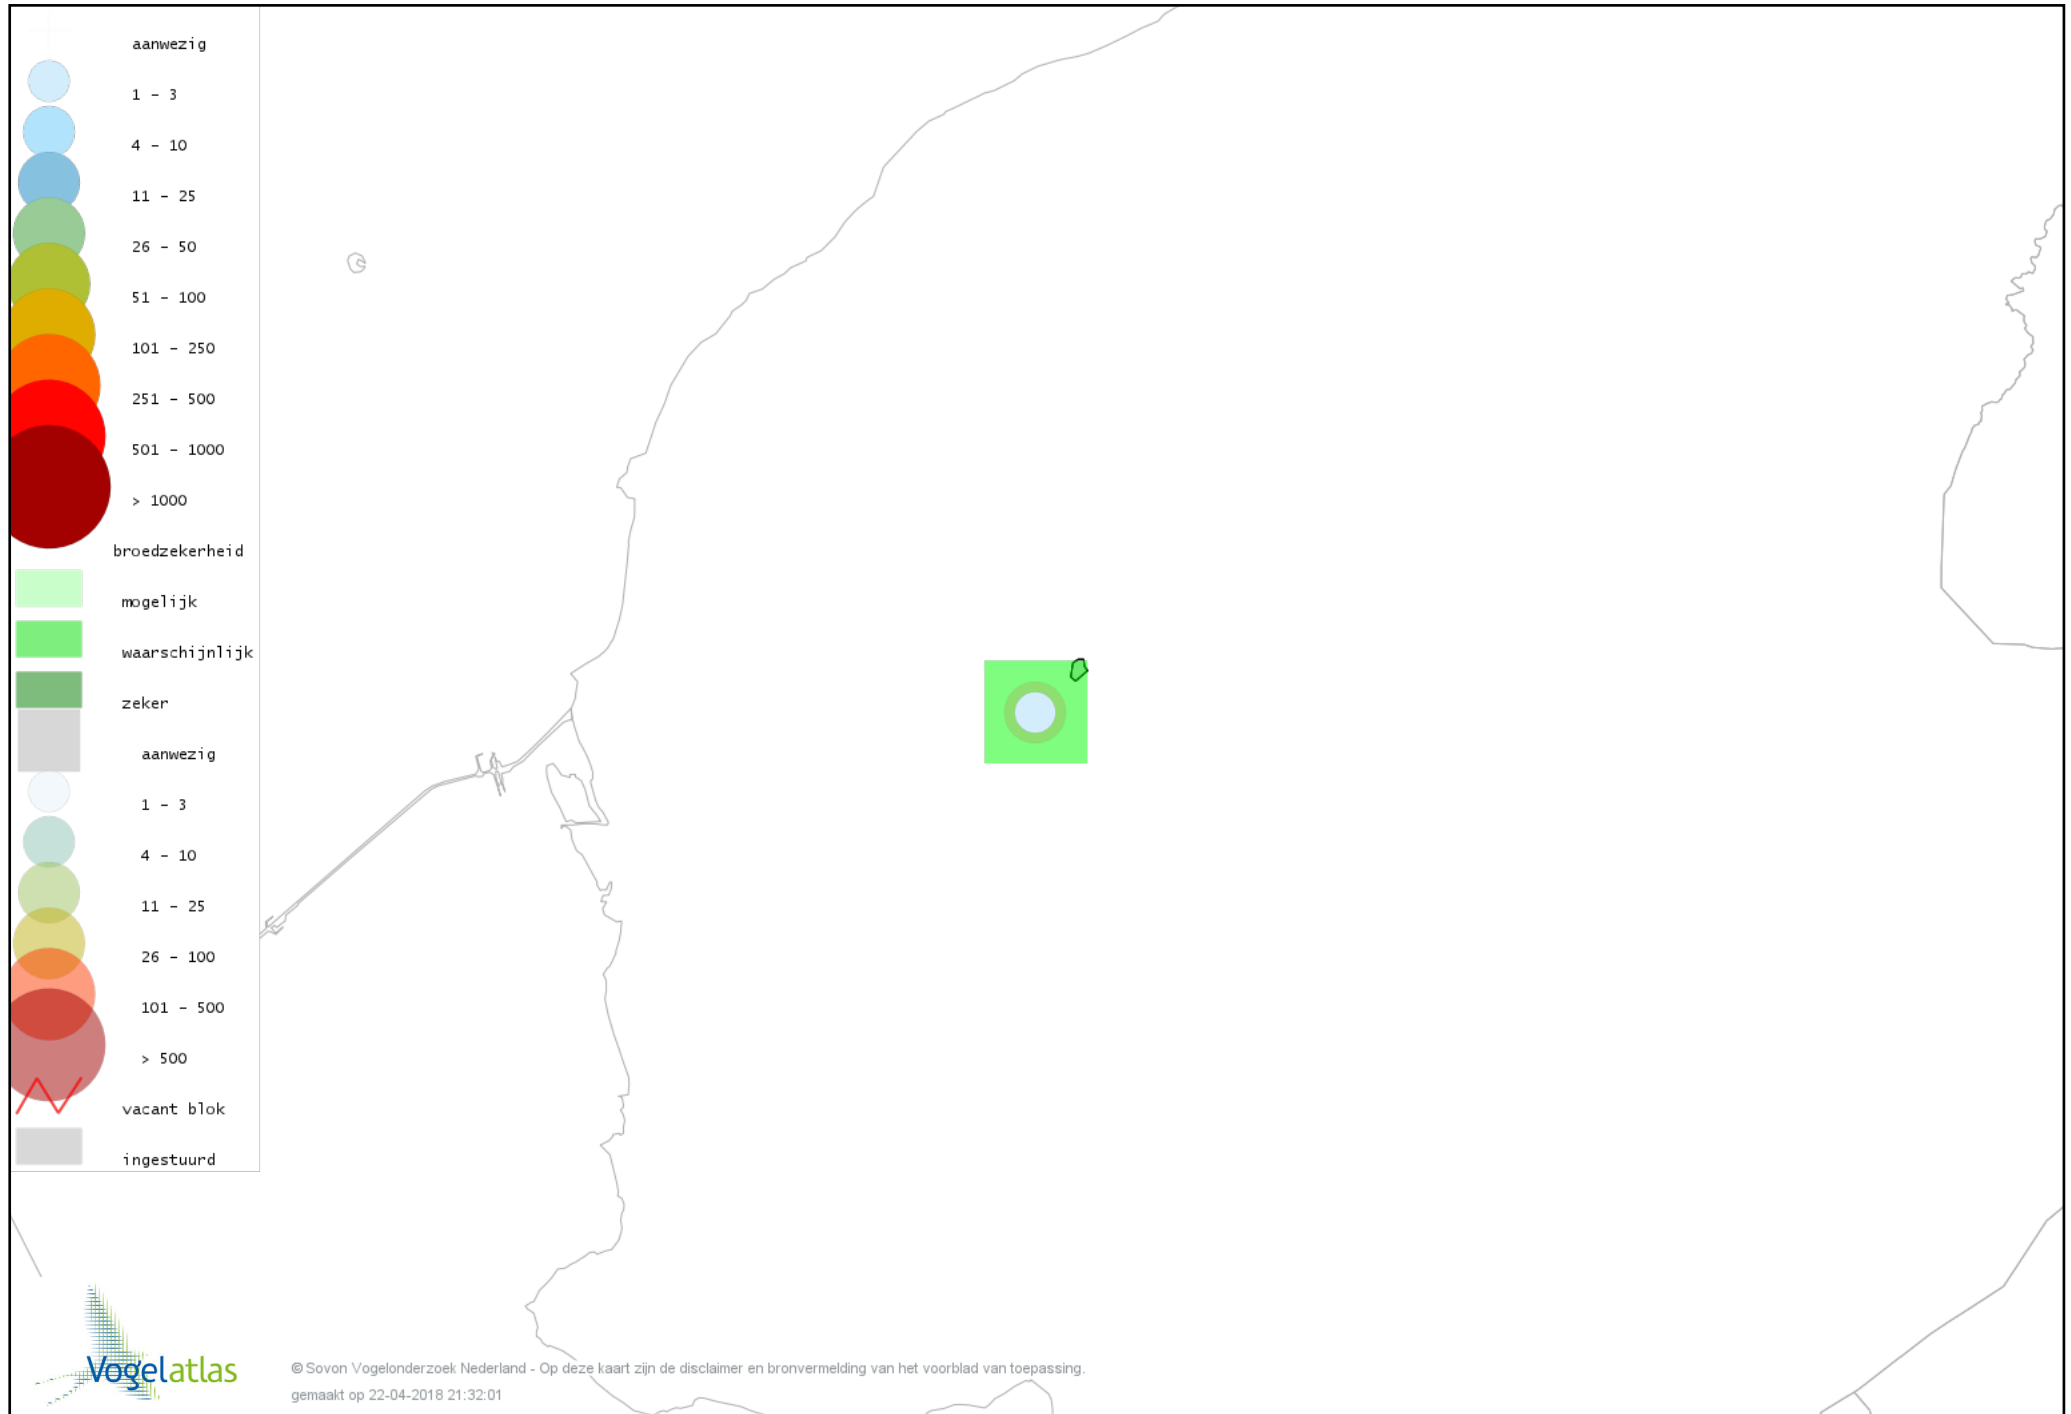 aanwezig
1 - 3
4 - 10
11 - 25
26 - 50
51 - 100
101 - 250
251 - 500
501 - 1000
> 1000
broedzekerheid
mogelijk
waarschijnlijk
zeker
aanwezig
1 - 3
4 - 10
11 - 25
26 - 100
101 - 500
> 500
vacant blok
ingestuurd
Vogelatlas
© Sovon Vogelonderzoek Nederland - Op deze kaart zijn de disclaimer en bronvermelding van het voorblad van toepassing.
gemaakt op 22-04-2018 21:32:01